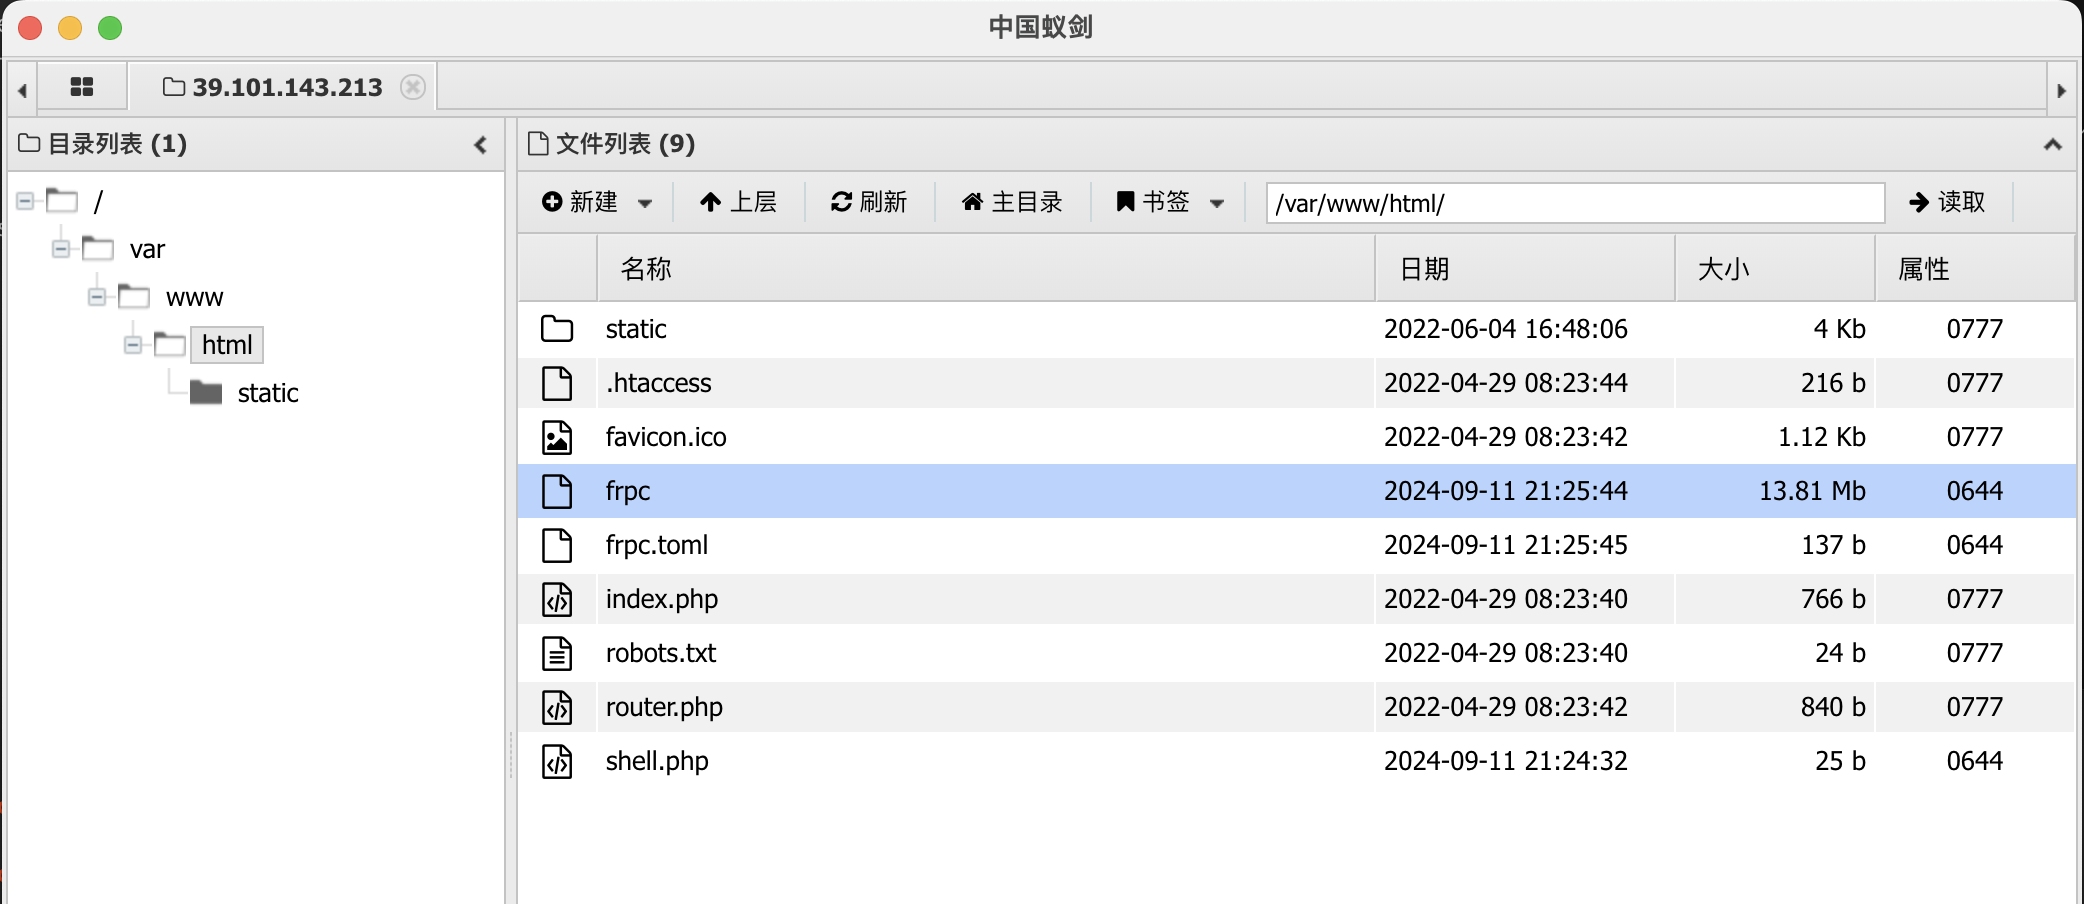 中国蚁剑
39.101.143.213
目录列表 (1)
文件列表 (9)
新建 上层 刷新 主目录 书签 /var/www/html/ 读取
/
var
www
html
static
名称 日期 大小 属性
static 2022-06-04 16:48:06 4 Kb 0777
.htaccess 2022-04-29 08:23:44 216 b 0777
favicon.ico 2022-04-29 08:23:42 1.12 Kb 0777
frpc 2024-09-11 21:25:44 13.81 Mb 0644
frpc.toml 2024-09-11 21:25:45 137 b 0644
index.php 2022-04-29 08:23:40 766 b 0777
robots.txt 2022-04-29 08:23:40 24 b 0777
router.php 2022-04-29 08:23:42 840 b 0777
shell.php 2024-09-11 21:24:32 25 b 0644